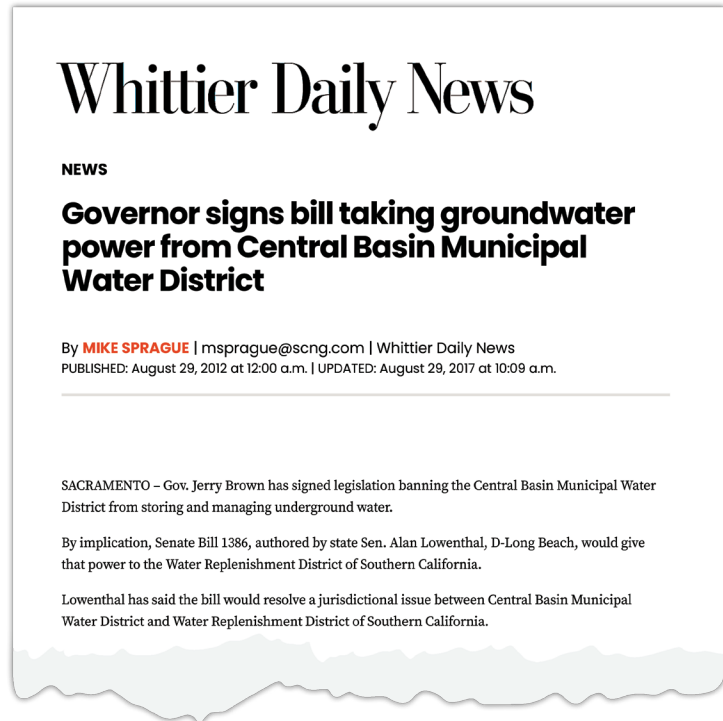 Whittier Daily News
NEWS
Governor signs bill taking groundwater
power from Central Basin Municipal
Water District
By MIKE SPRAGUE | msprague@scng.com | Whittier Daily News
PUBLISHED: August 29, 2012 at 12:00 a.m. | UPDATED: August 29, 2017 at 10:09 a.m.
SACRAMENTO – Gov. Jerry Brown has signed legislation banning the Central Basin Municipal Water
District from storing and managing underground water.
By implication, Senate Bill 1386, authored by state Sen. Alan Lowenthal, D-Long Beach, would give
that power to the Water Replenishment District of Southern California.
Lowenthal has said the bill would resolve a jurisdictional issue between Central Basin Municipal
Water District and Water Replenishment District of Southern California.